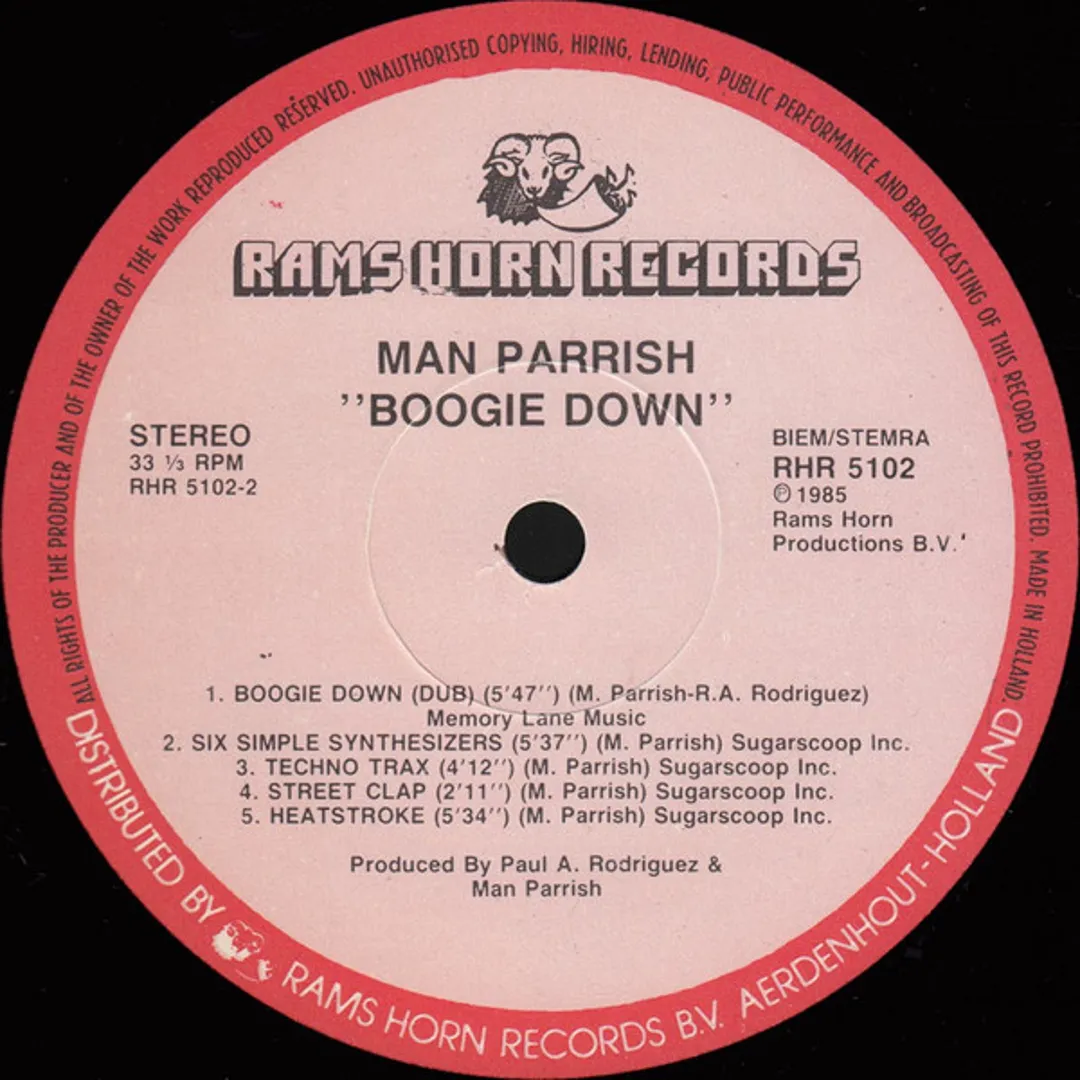 ALL RIGHTS OF THE PRODUCER AND OF THE OWNER OF THE WORK REPRODUCED RESERVED. UNAUTHORISED COPYING, HIRING, LENDING, PUBLIC PERFORMANCE AND BROADCASTING OF THIS RECORD PROHIBITED. MADE IN HOLLAND.
RAMS HORN RECORDS
MAN PARRISH
''BOOGIE DOWN''
STEREO
33 ⅓ RPM
RHR 5102-2
BIEM/STEMRA
RHR 5102
℗ 1985
Rams Horn
Productions B.V.
1. BOOGIE DOWN (DUB) (5'47'') (M. Parrish-R.A. Rodriguez)
Memory Lane Music
2. SIX SIMPLE SYNTHESIZERS (5'37'') (M. Parrish) Sugarscoop Inc.
3. TECHNO TRAX (4'12'') (M. Parrish) Sugarscoop Inc.
4. STREET CLAP (2'11'') (M. Parrish) Sugarscoop Inc.
5. HEATSTROKE (5'34'') (M. Parrish) Sugarscoop Inc.
Produced By Paul A. Rodriguez &
Man Parrish
DISTRIBUTED BY RAMS HORN RECORDS B.V. AERDENHOUT-HOLLAND